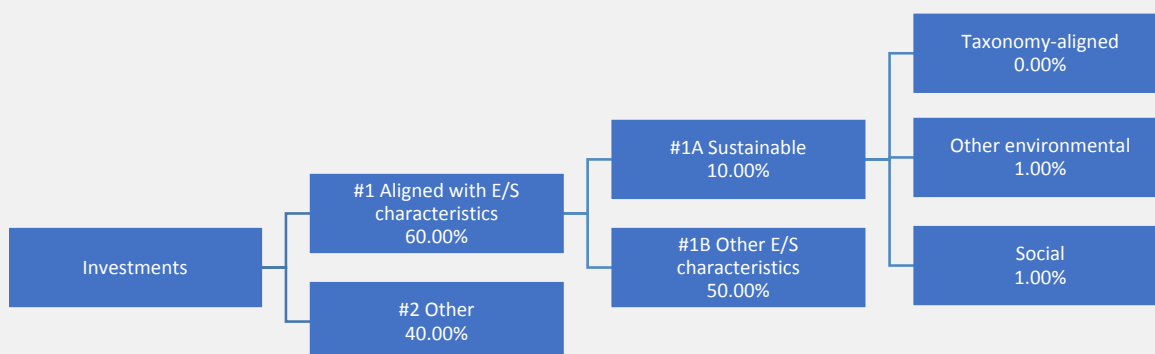 Investments
#1 Aligned with E/S
characteristics
60.00%
#2 Other
40.00%
#1A Sustainable
10.00%
#1B Other E/S
characteristics
50.00%
Taxonomy-aligned
0.00%
Other environmental
1.00%
Social
1.00%